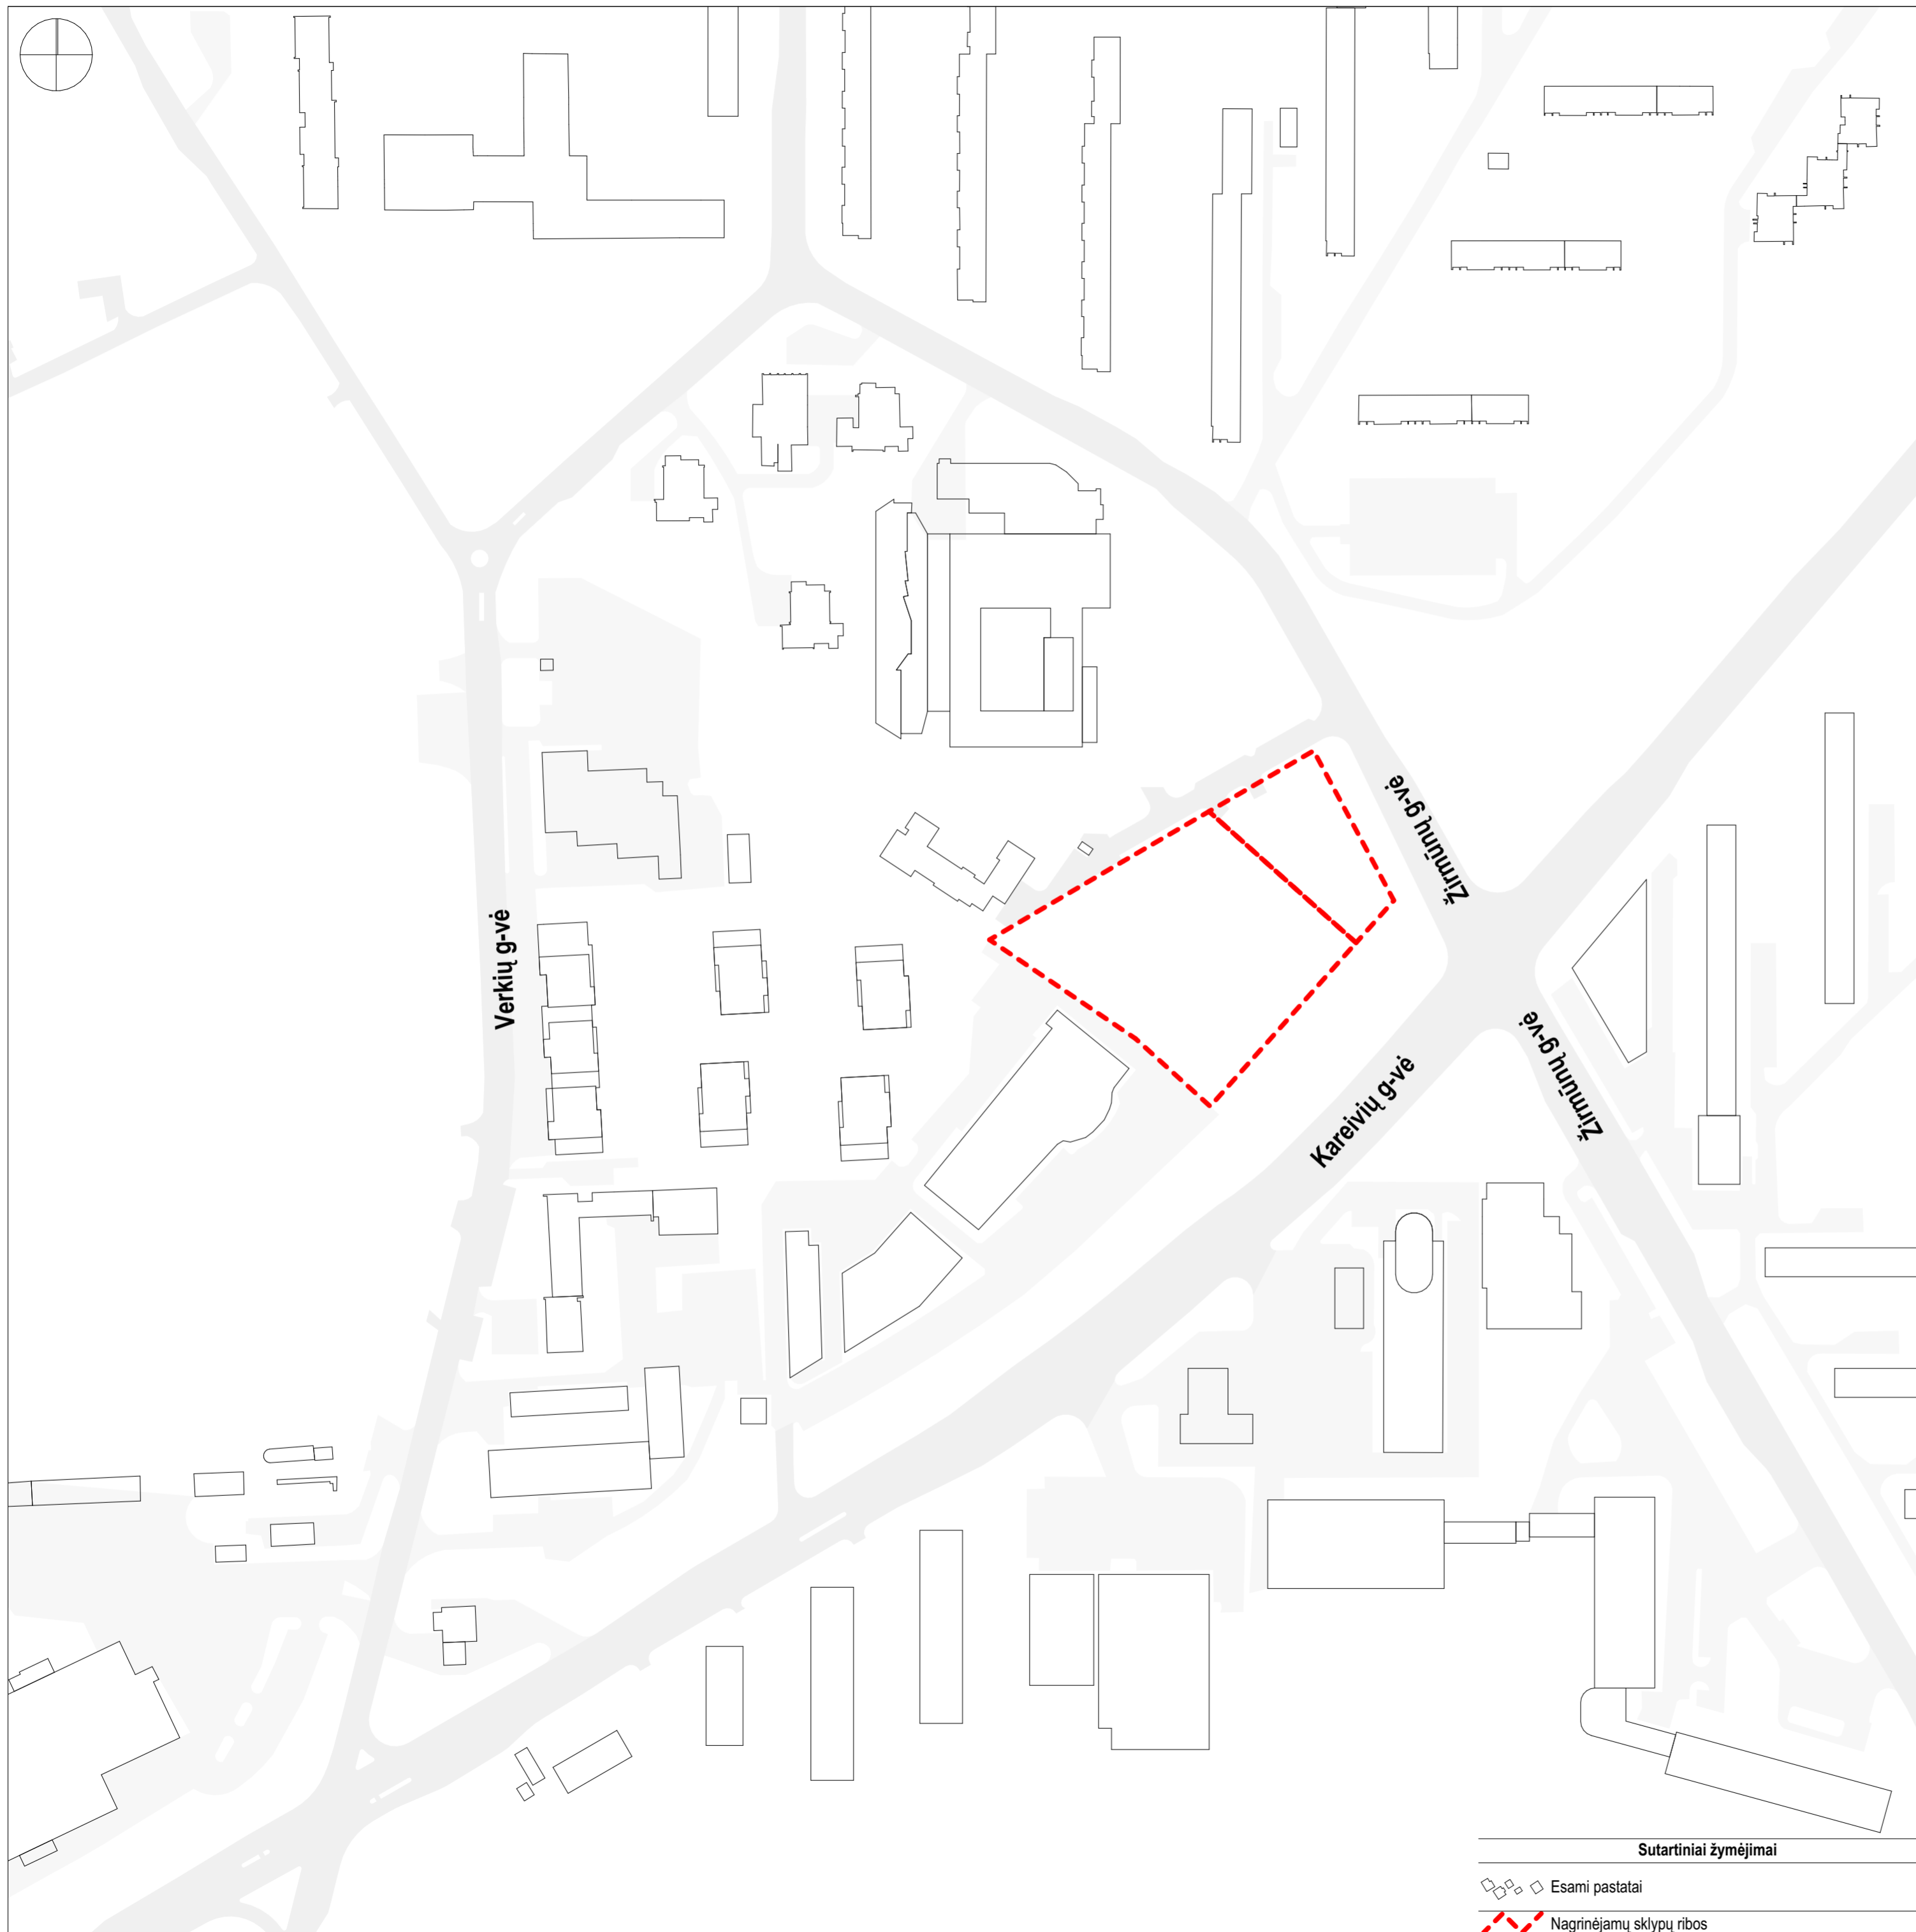 Žirmūnų g-vė
Verkių g-vė
Žirmūnų g-vė
Kareivių g-vė
Sutartiniai žymėjimai
Esami pastatai
Nagrinėjamų sklypų ribos